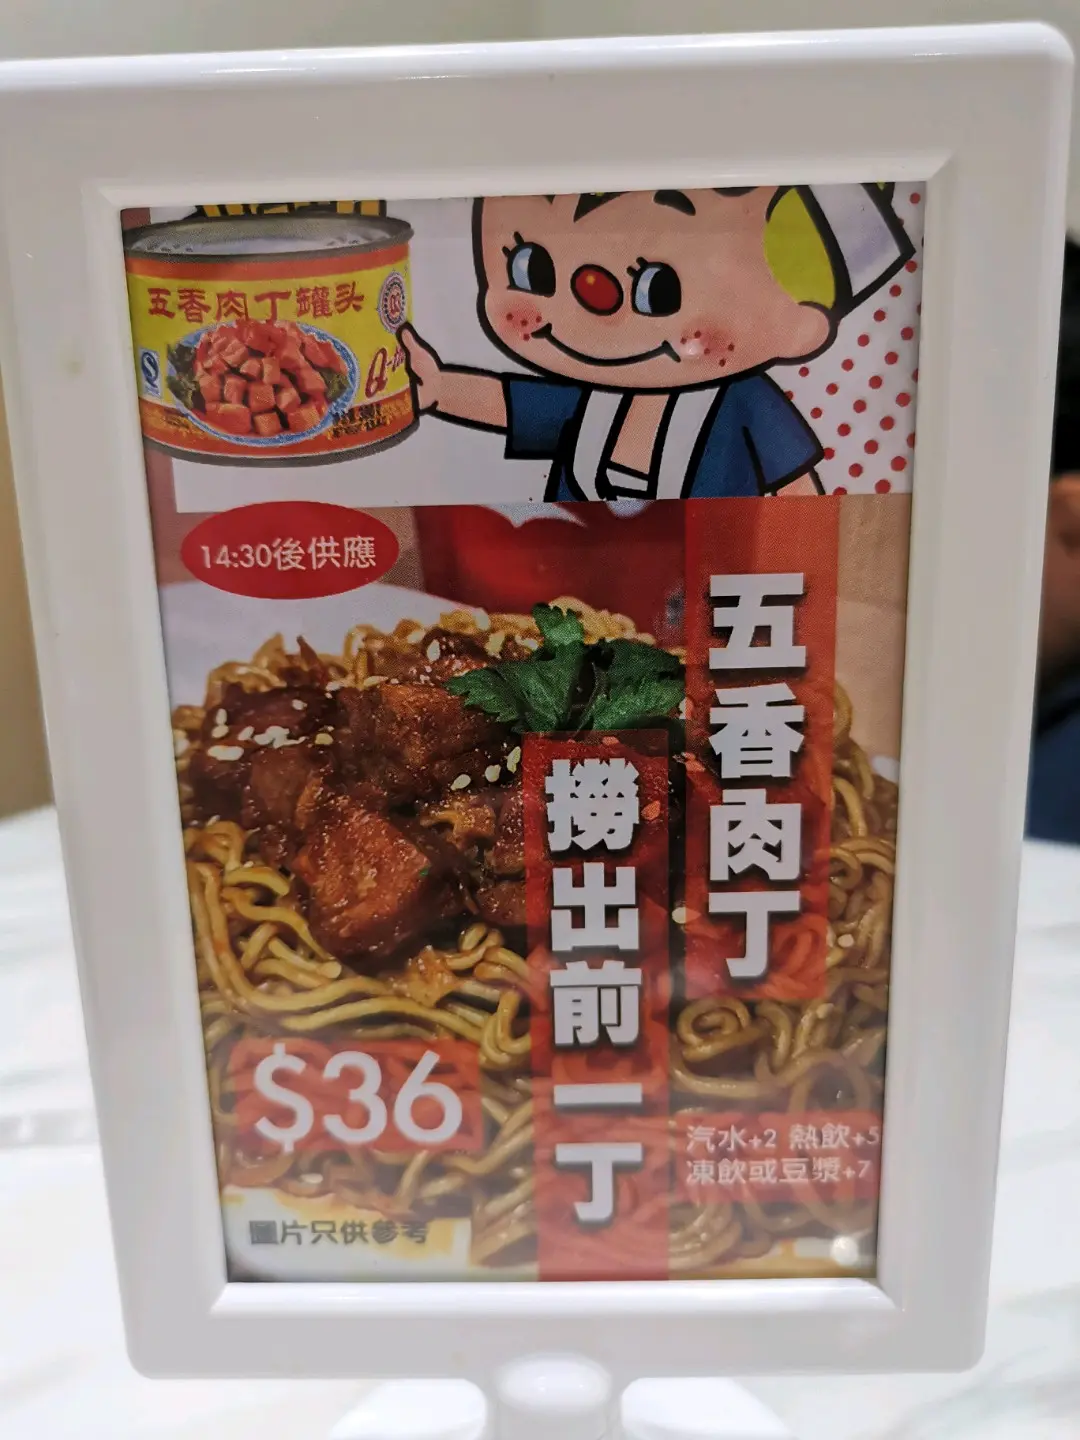 五香肉丁罐头
14:30後供應
五香肉丁
撈出前一丁
$36
汽水+2 熱飲+5
凍飲或豆漿+7
圖片只供參考